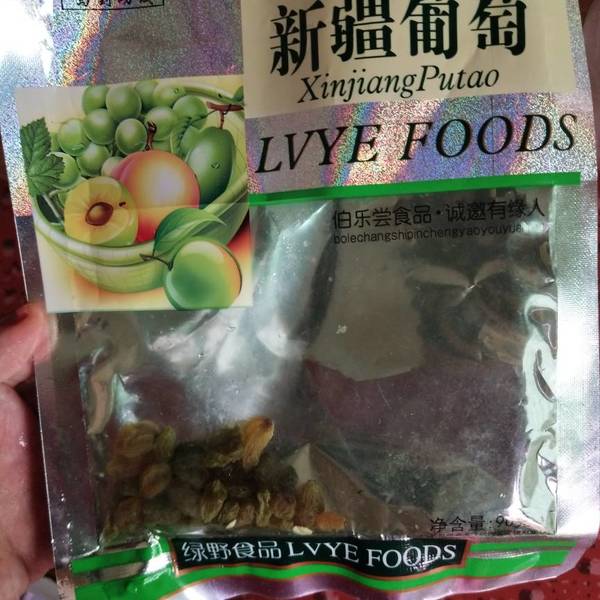 新疆葡萄
XinjiangPutao
LVYE FOODS
伯乐尝食品·诚邀有缘人
bolechangshipinchengyaoyouyue
净含量:
绿野食品 LVYE FOODS